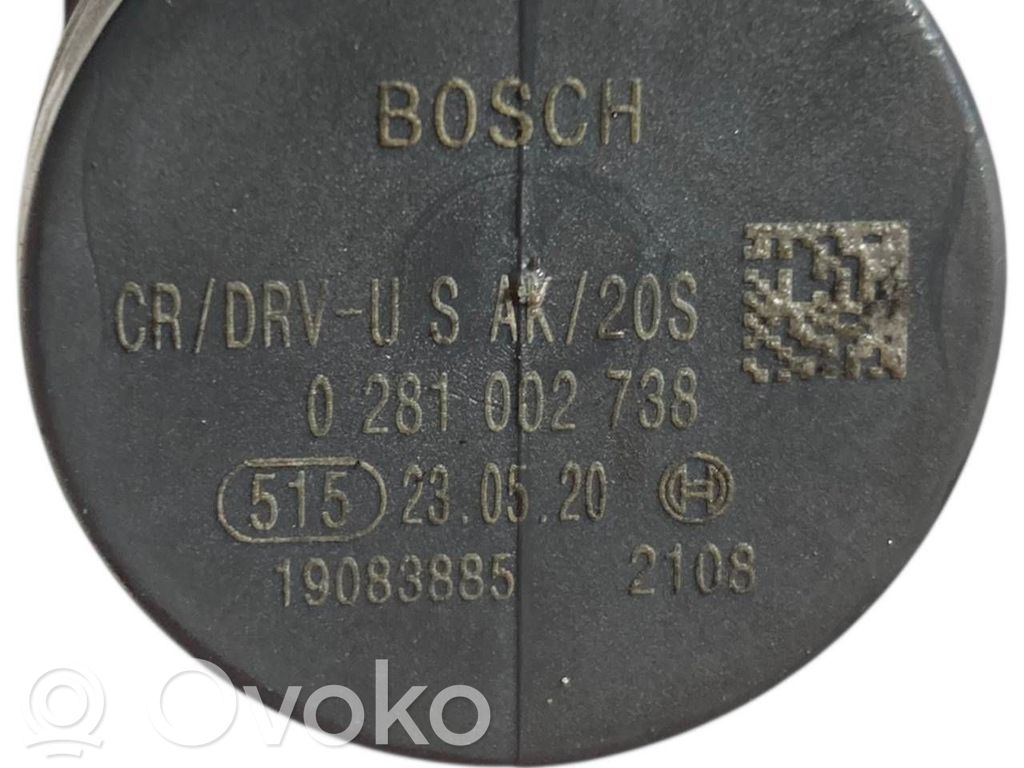 BOSCH
CR/DRV-U S AK/20S
0 281 002 738
515 23.05.20
19083885 2108
Ovoko